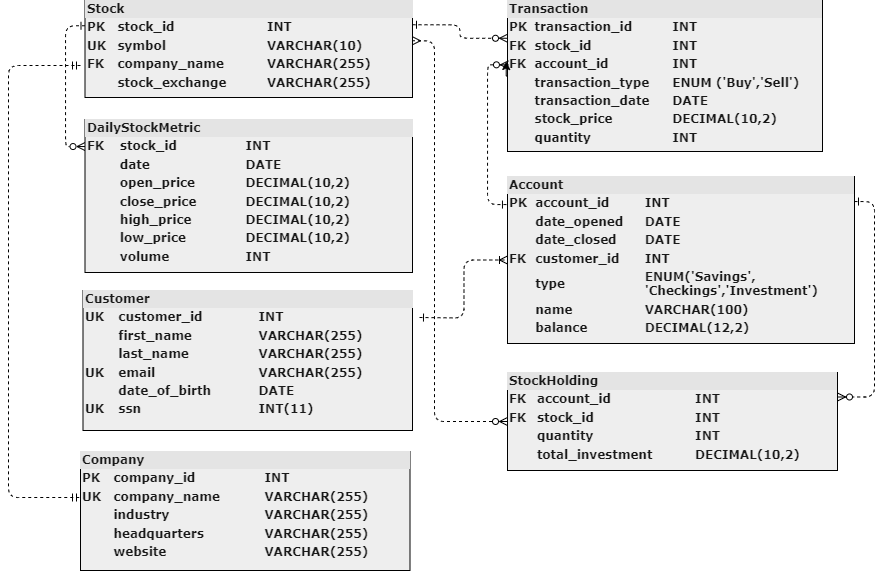 Stock
PK stock_id INT
UK symbol VARCHAR(10)
FK company_name VARCHAR(255)
stock_exchange VARCHAR(255)
DailyStockMetric
FK stock_id INT
date DATE
open_price DECIMAL(10,2)
close_price DECIMAL(10,2)
high_price DECIMAL(10,2)
low_price DECIMAL(10,2)
volume INT
Customer
UK customer_id INT
first_name VARCHAR(255)
last_name VARCHAR(255)
UK email VARCHAR(255)
date_of_birth DATE
UK ssn INT(11)
Company
PK company_id INT
UK company_name VARCHAR(255)
industry VARCHAR(255)
headquarters VARCHAR(255)
website VARCHAR(255)
Transaction
PK transaction_id INT
FK stock_id INT
FK account_id INT
transaction_type ENUM ('Buy','Sell')
transaction_date DATE
stock_price DECIMAL(10,2)
quantity INT
Account
PK account_id INT
date_opened DATE
date_closed DATE
FK customer_id INT
type ENUM('Savings',
'Checkings','Investment')
name VARCHAR(100)
balance DECIMAL(12,2)
StockHolding
FK account_id INT
FK stock_id INT
quantity INT
total_investment DECIMAL(10,2)